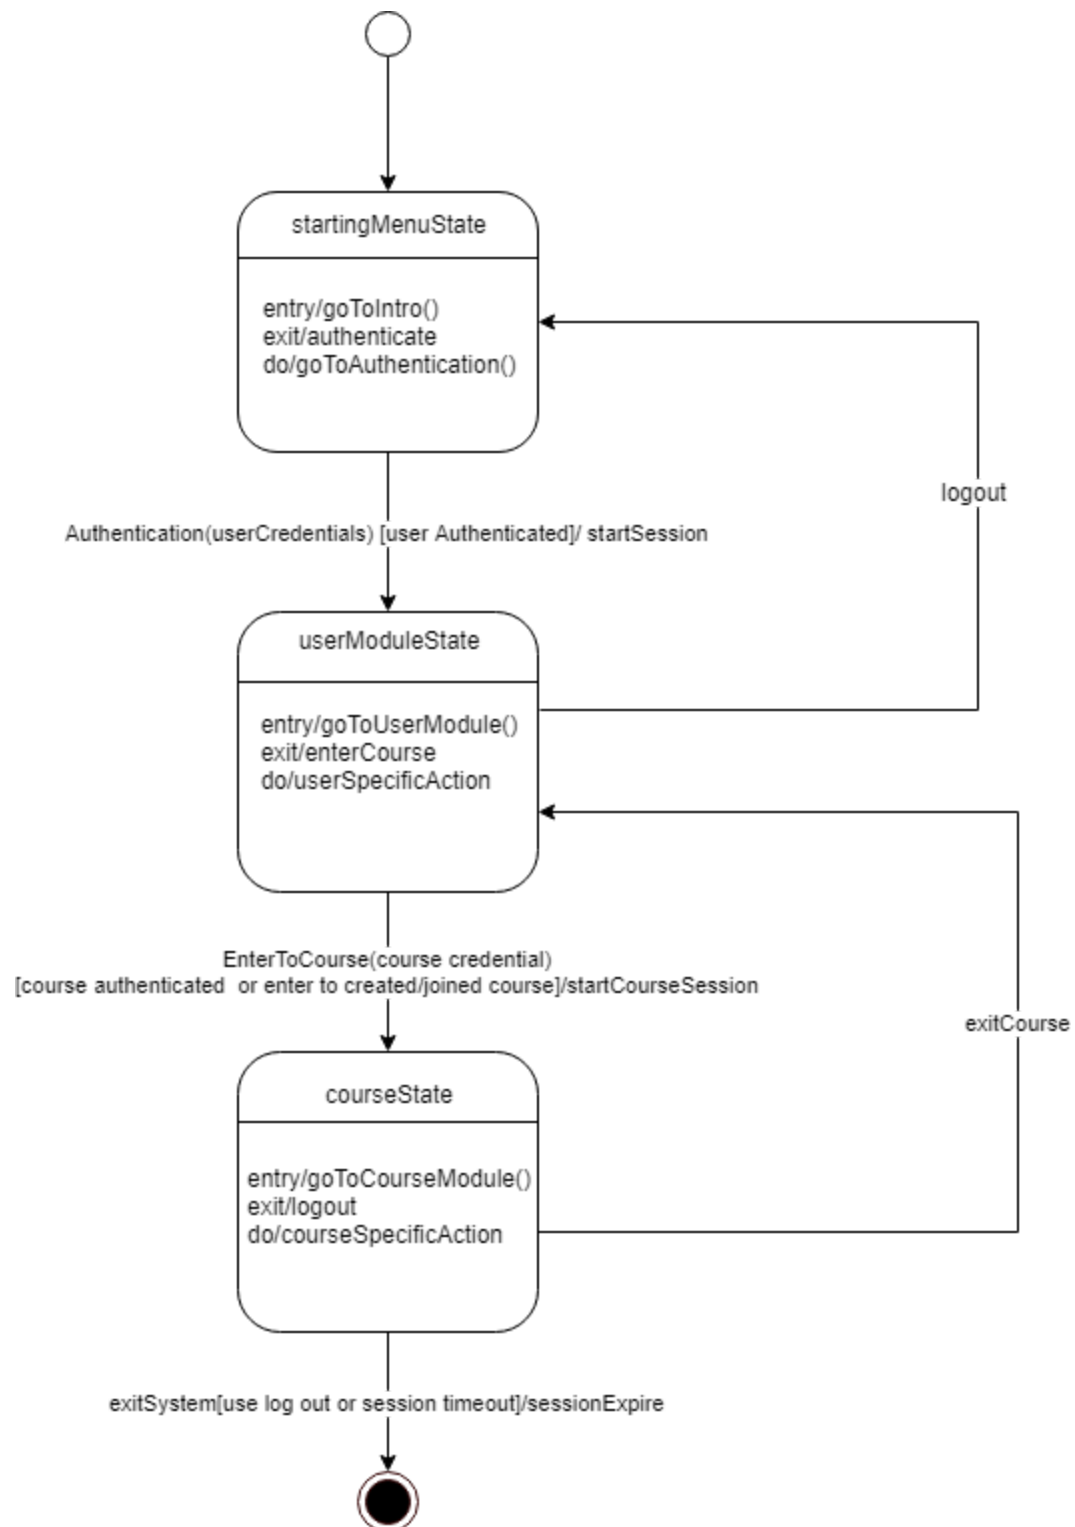 startingMenuState
entry/goToIntro()
exit/authenticate
do/goToAuthentication()
logout
Authentication(userCredentials) [user Authenticated]/ startSession
userModuleState
entry/goToUserModule()
exit/enterCourse
do/userSpecificAction
EnterToCourse(course credential)
[course authenticated  or enter to created/joined course]/startCourseSession
exitCourse
courseState
entry/goToCourseModule()
exit/logout
do/courseSpecificAction
exitSystem[use log out or session timeout]/sessionExpire